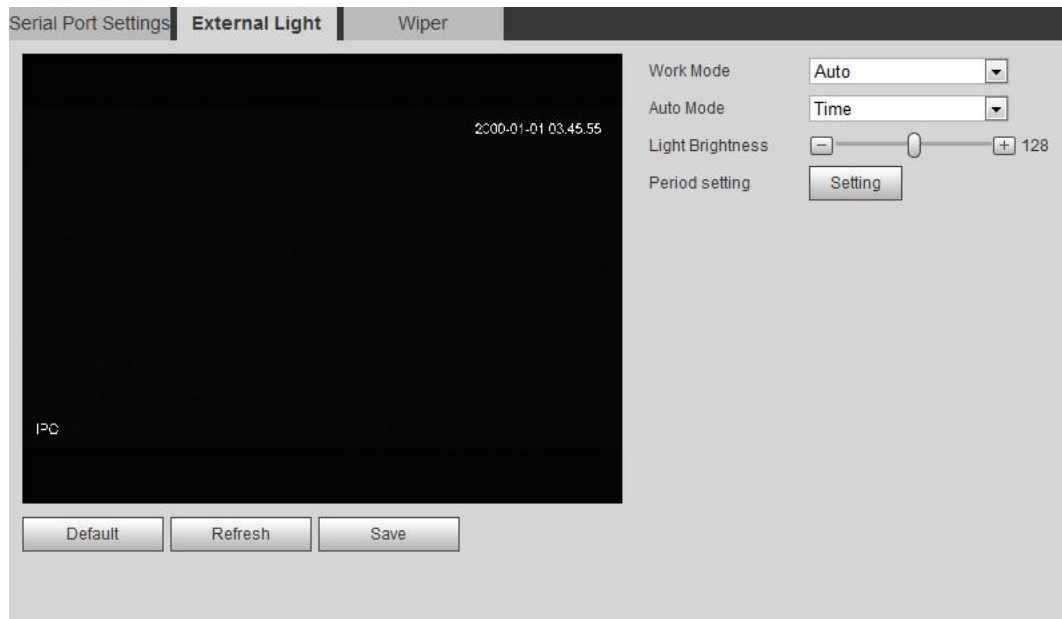 Serial Port Settings External Light Wiper
Work Mode Auto
Auto Mode Time
2000-01-01 03:45:55
Light Brightness 128
Period setting Setting
IPC
Default Refresh Save